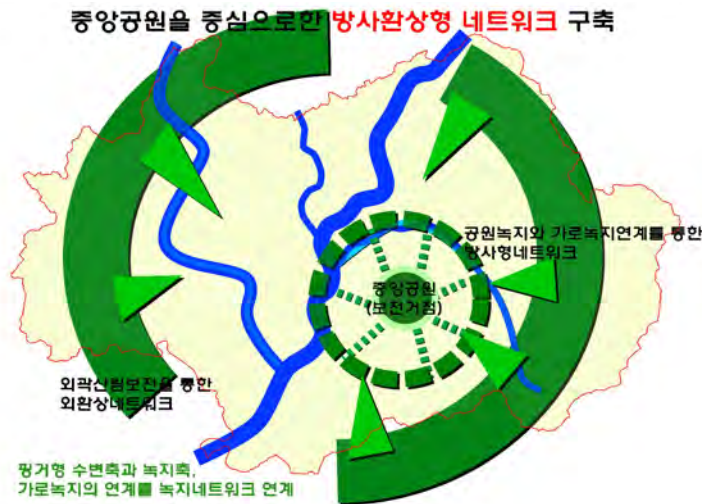 중앙공원을 중심으로한 방사환상형 네트워크 구축
공원녹지와 가로녹지연계를 통한
방사형네트워크
중앙공원
(보전거점)
외곽산림보전을 통한
외환상네트워크
핑거형 수변축과 녹지축,
가로녹지의 연계를 녹지네트워크 연계